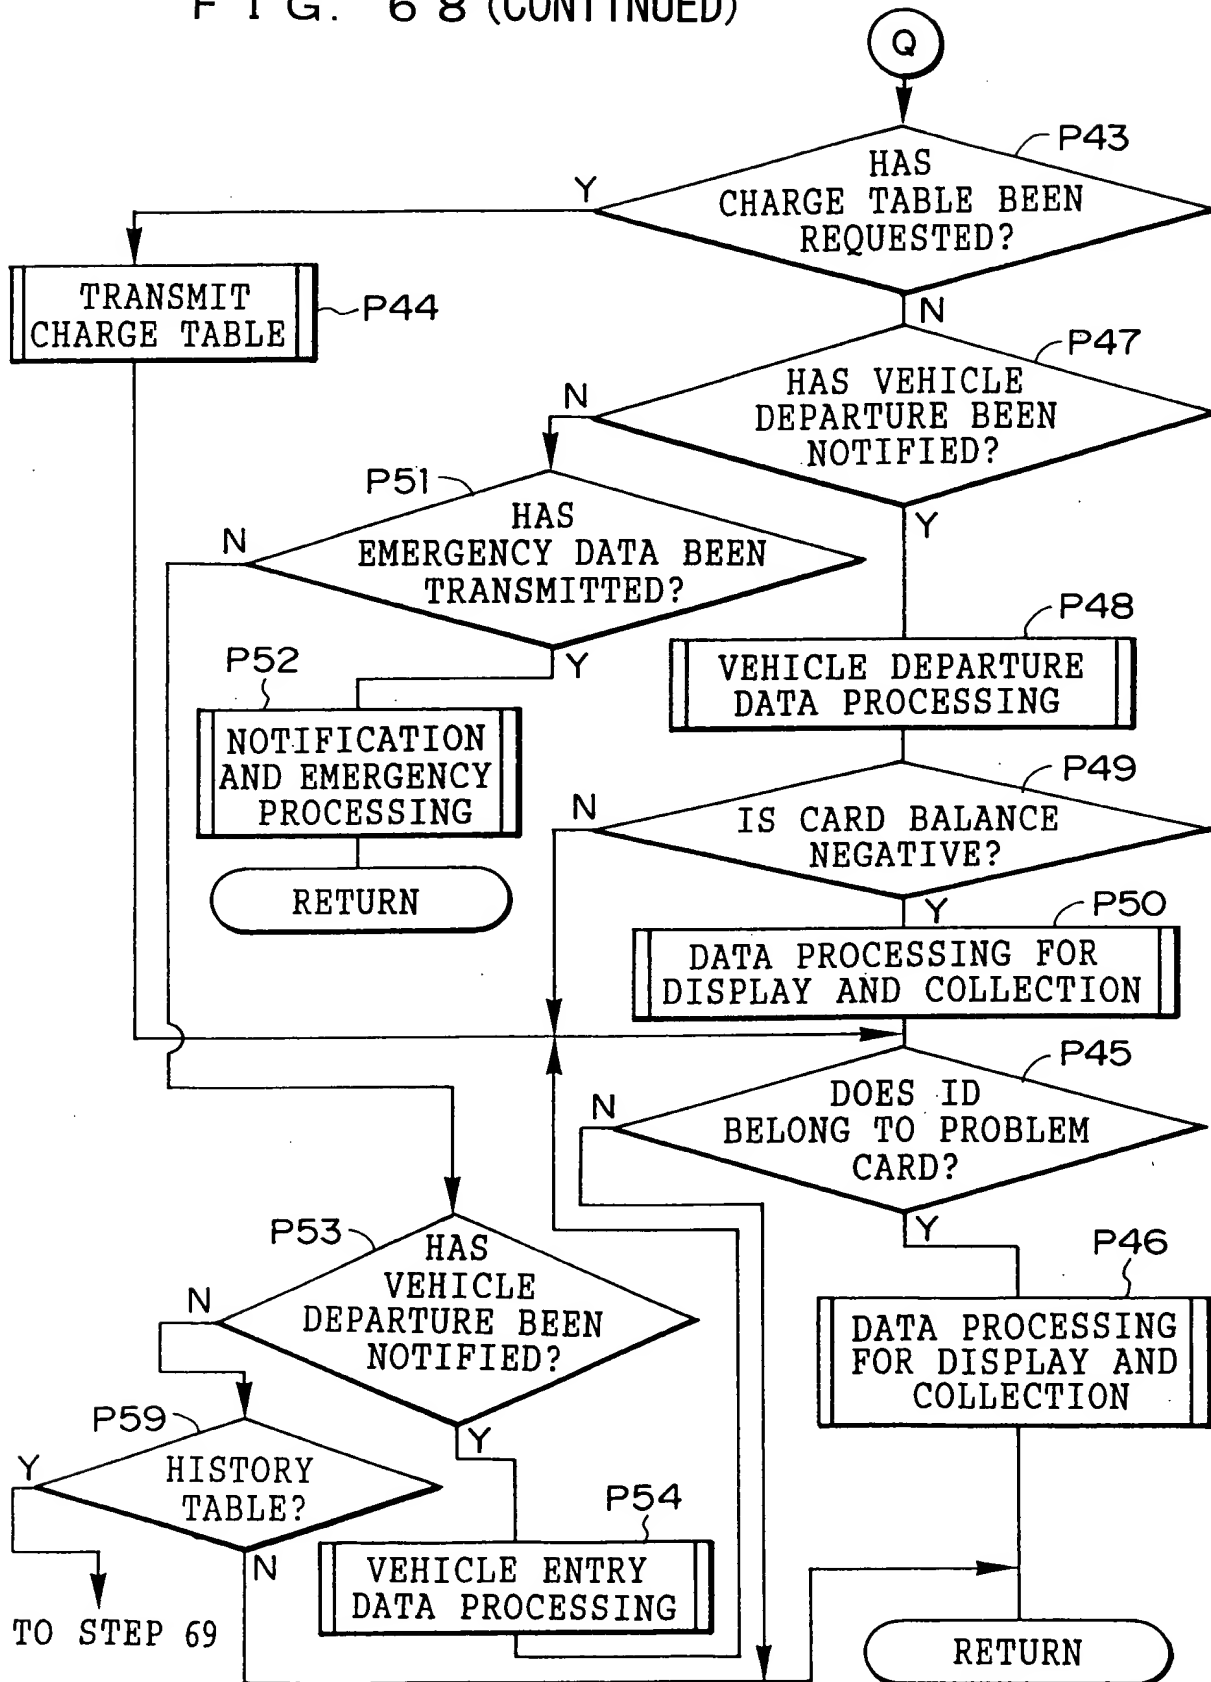 FIG. 68 (CONTINUED)
Q
P43
HAS
CHARGE TABLE BEEN
REQUESTED?
Y
N
TRANSMIT
CHARGE TABLE
P44
P47
HAS VEHICLE
DEPARTURE BEEN
NOTIFIED?
N
Y
P51
HAS
EMERGENCY DATA BEEN
TRANSMITTED?
N
Y
P48
VEHICLE DEPARTURE
DATA PROCESSING
P52
NOTIFICATION
AND EMERGENCY
PROCESSING
RETURN
P49
IS CARD BALANCE
NEGATIVE?
N
Y
P50
DATA PROCESSING FOR
DISPLAY AND COLLECTION
P45
DOES ID
BELONG TO PROBLEM
CARD?
N
Y
P46
DATA PROCESSING
FOR DISPLAY AND
COLLECTION
P53
HAS
VEHICLE
DEPARTURE BEEN
NOTIFIED?
N
Y
P59
HISTORY
TABLE?
Y
N
TO STEP 69
P54
VEHICLE ENTRY
DATA PROCESSING
RETURN